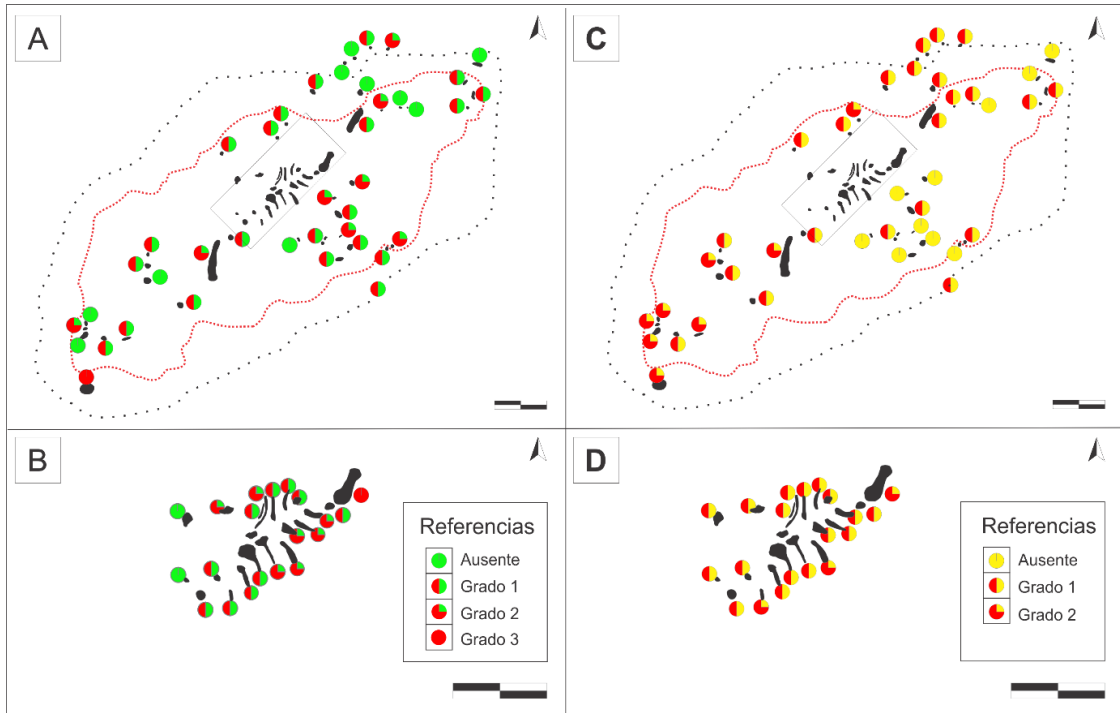 A
C
B
Referencias
Ausente
Grado 1
Grado 2
Grado 3
D
Referencias
Ausente
Grado 1
Grado 2